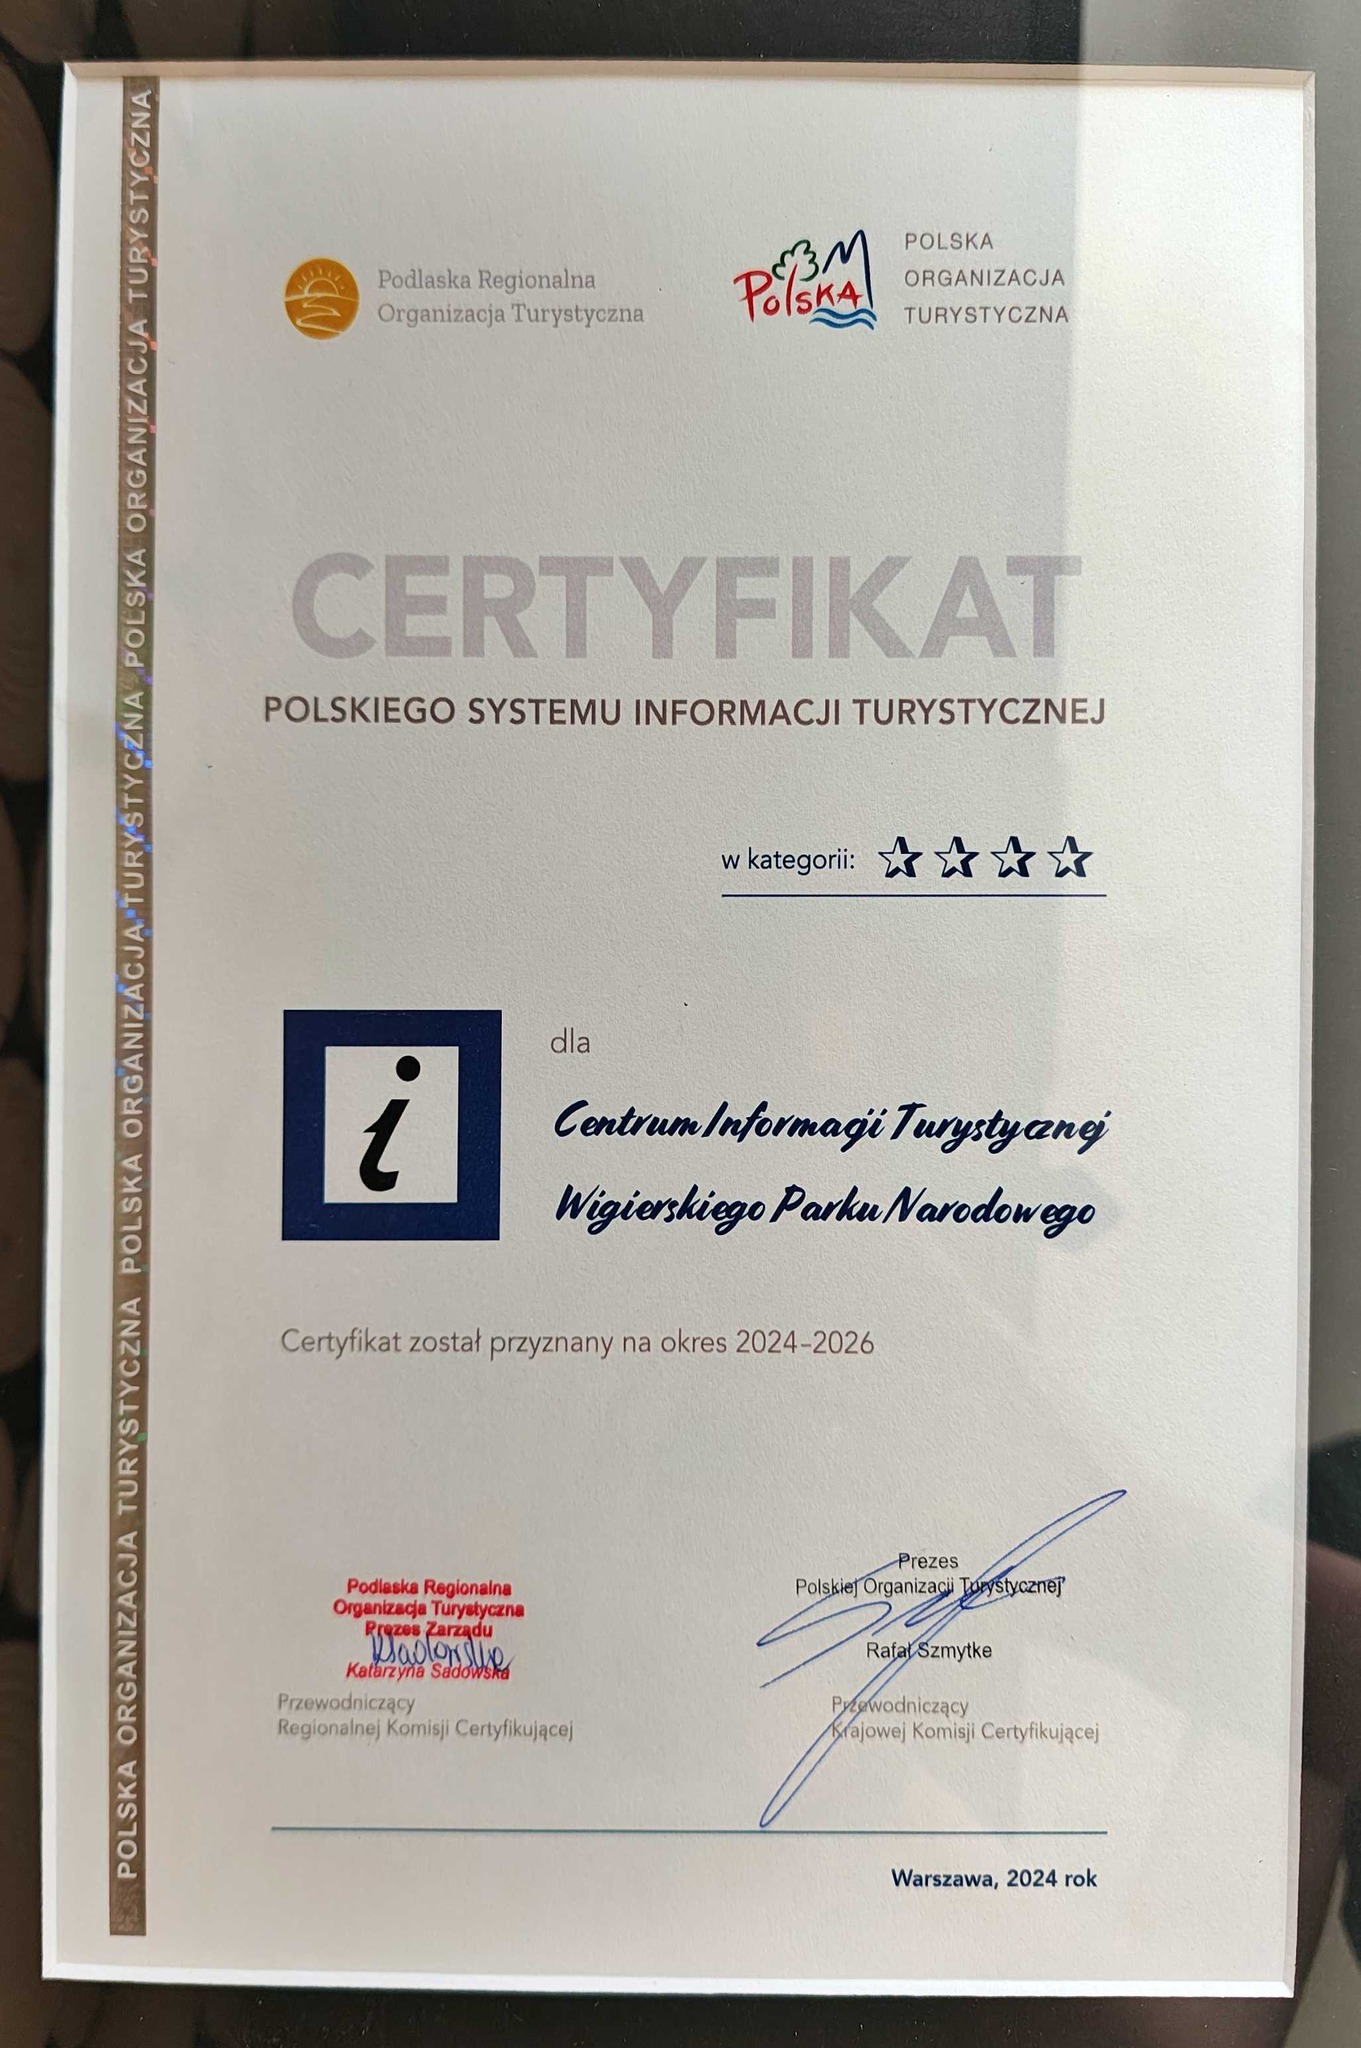 Podlaska Regionalna
Organizacja Turystyczna
Polska
POLSKA
ORGANIZACJA
TURYSTYCZNA
CERTYFIKAT
POLSKIEGO SYSTEMU INFORMACJI TURYSTYCZNEJ
w kategorii:
i
dla
Centrum Informacji Turystycznej
Wigierskiego Parku Narodowego
Certyfikat został przyznany na okres 2024-2026
Podlaska Regionalna
Organizacja Turystyczna
Prezes Zarządu
KSadowska
Katarzyna Sadowska
Przewodniczący
Regionalnej Komisji Certyfikującej
Prezes
Polskiej Organizacji Turystycznej
Rafał Szmytke
Przewodniczący
Krajowej Komisji Certyfikującej
Warszawa, 2024 rok
POLSKA ORGANIZACJA TURYSTYCZNA POLSKA ORGANIZACJA TURYSTYCZNA POLSKA ORGANIZACJA TURYSTYCZNA